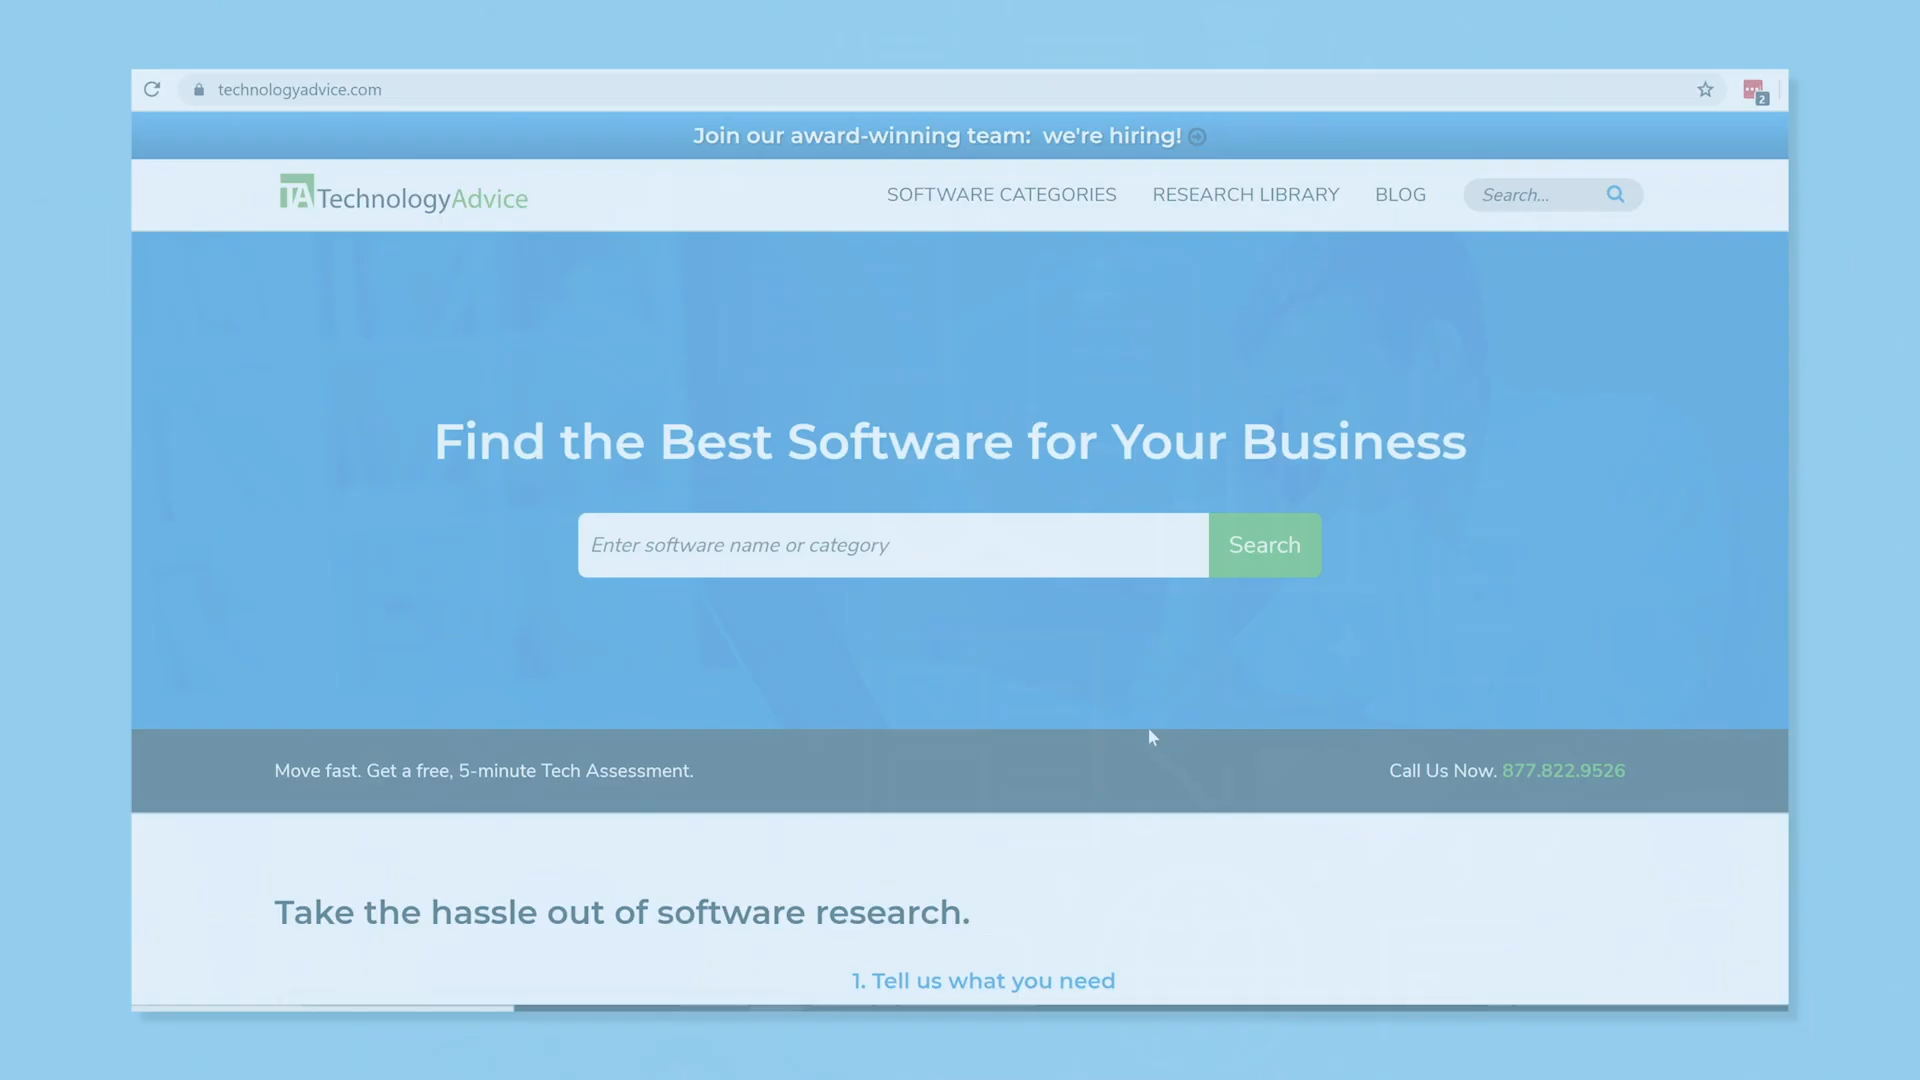 technologyadvice.com
2
Join our award-winning team: we're hiring!
TA TechnologyAdvice
SOFTWARE CATEGORIES
RESEARCH LIBRARY
BLOG
Search...
Find the Best Software for Your Business
Enter software name or category
Search
Move fast. Get a free, 5-minute Tech Assessment.
Call Us Now. 877.822.9526
Take the hassle out of software research.
1. Tell us what you need